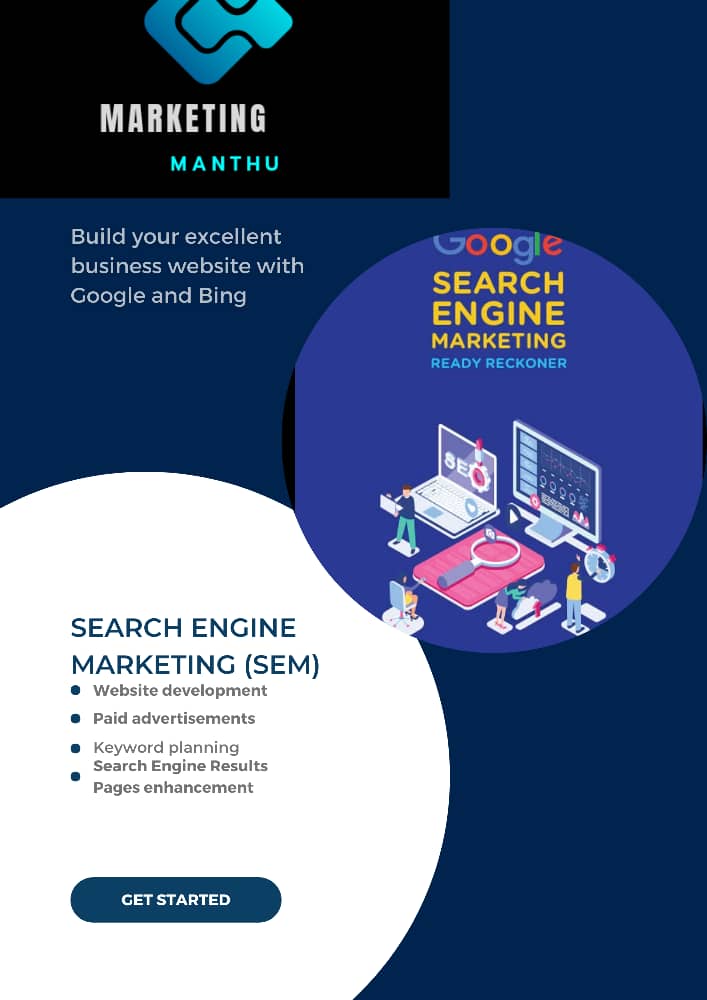 MARKETING
MANTHU
Build your excellent
business website with
Google and Bing
Google
SEARCH
ENGINE
MARKETING
READY RECKONER
SEO
SEARCH ENGINE
MARKETING (SEM)
Website development
Paid advertisements
Keyword planning
Search Engine Results
Pages enhancement
GET STARTED